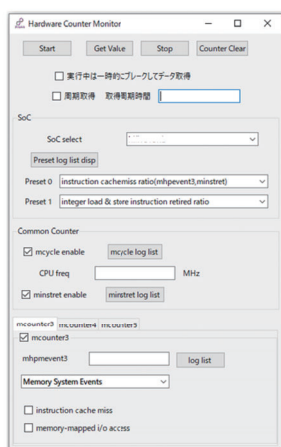 Hardware Counter Monitor
Start Get Value Stop Counter Clear
実行中は一時的にブレークしてデータ取得
周期取得 取得周期時間
SoC
SoC select
Preset log list disp
Preset 0 instruction cachemiss ratio(mhpevent3,minstret)
Preset 1 integer load & store instruction retired ratio
Common Counter
mcycle enable mcycle log list
CPU freq MHz
minstret enable minstret log list
mcounter3 mcounter4 mcounter5
mcounter3
mhpmevent3 log list
Memory System Events
instruction cache miss
memory-mapped i/o access